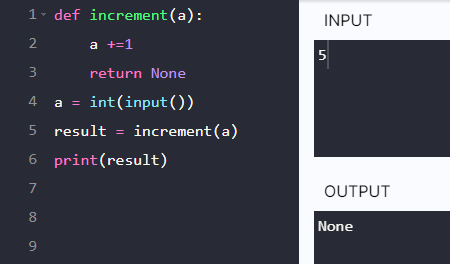 1 def increment(a):
2     a +=1
3     return None
4 a = int(input())
5 result = increment(a)
6 print(result)
7
8
9
INPUT
5
OUTPUT
None